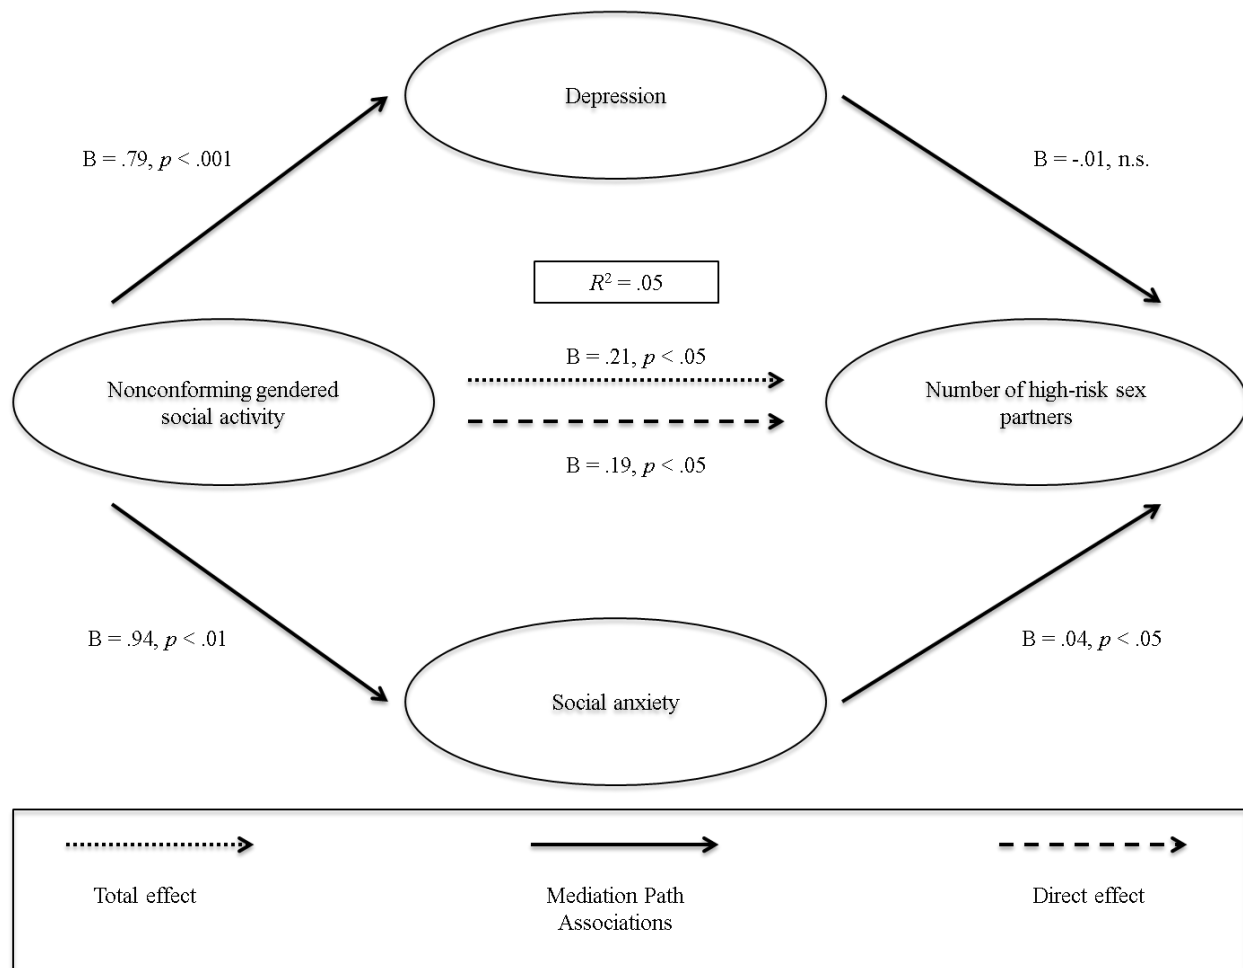 Depression
B = .79, p < .001
B = -.01, n.s.
R² = .05
B = .21, p < .05
Nonconforming gendered
social activity
Number of high-risk sex
partners
B = .19, p < .05
B = .94, p < .01
B = .04, p < .05
Social anxiety
Total effect
Mediation Path
Associations
Direct effect